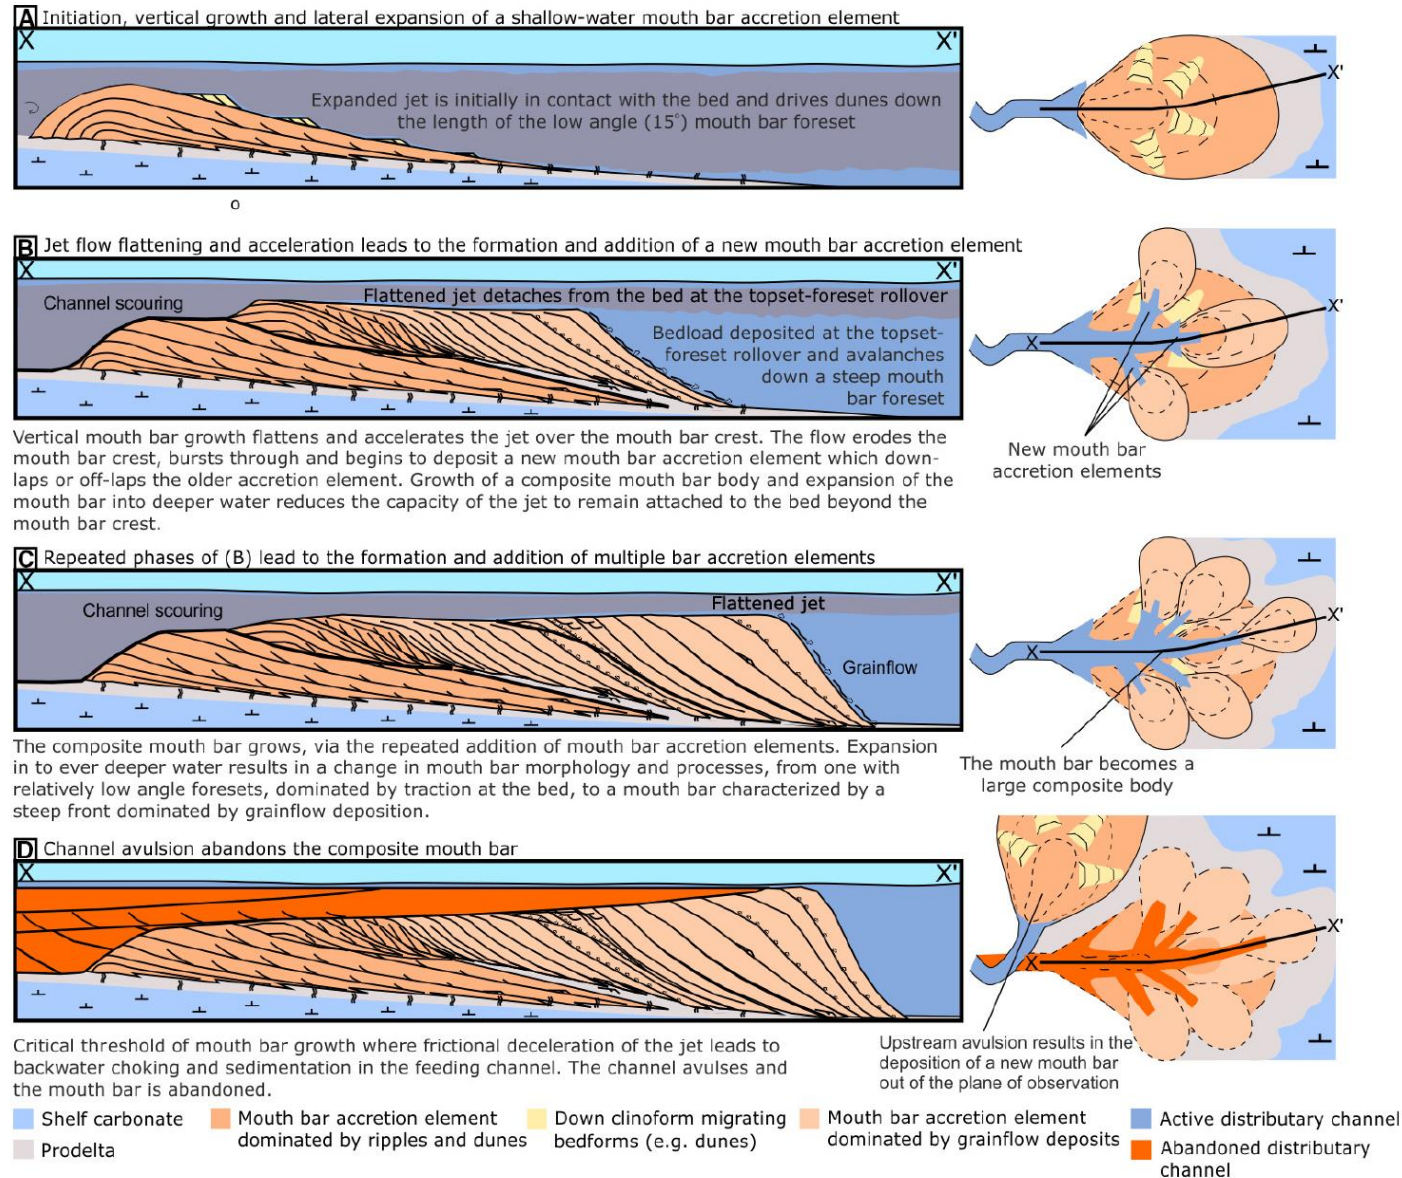 A Initiation, vertical growth and lateral expansion of a shallow-water mouth bar accretion element
X X'
Expanded jet is initially in contact with the bed and drives dunes down
the length of the low angle (15°) mouth bar foreset
X'
o
B Jet flow flattening and acceleration leads to the formation and addition of a new mouth bar accretion element
X X'
Channel scouring
Flattened jet detaches from the bed at the topset-foreset rollover
Bedload deposited at the topset-
foreset rollover and avalanches
down a steep mouth
bar foreset
X X'
New mouth bar
accretion elements
Vertical mouth bar growth flattens and accelerates the jet over the mouth bar crest. The flow erodes the
mouth bar crest, bursts through and begins to deposit a new mouth bar accretion element which down-
laps or off-laps the older accretion element. Growth of a composite mouth bar body and expansion of the
mouth bar into deeper water reduces the capacity of the jet to remain attached to the bed beyond the
mouth bar crest.
C Repeated phases of (B) lead to the formation and addition of multiple bar accretion elements
X X'
Channel scouring
Flattened jet
Grainflow
X X'
The mouth bar becomes a
large composite body
The composite mouth bar grows, via the repeated addition of mouth bar accretion elements. Expansion
in to ever deeper water results in a change in mouth bar morphology and processes, from one with
relatively low angle foresets, dominated by traction at the bed, to a mouth bar characterized by a
steep front dominated by grainflow deposition.
D Channel avulsion abandons the composite mouth bar
X X'
X X'
Upstream avulsion results in the
deposition of a new mouth bar
out of the plane of observation
Critical threshold of mouth bar growth where frictional deceleration of the jet leads to
backwater choking and sedimentation in the feeding channel. The channel avulses and
the mouth bar is abandoned.
Shelf carbonate
Prodelta
Mouth bar accretion element
dominated by ripples and dunes
Down clinoform migrating
bedforms (e.g. dunes)
Mouth bar accretion element
dominated by grainflow deposits
Active distributary channel
Abandoned distributary
channel